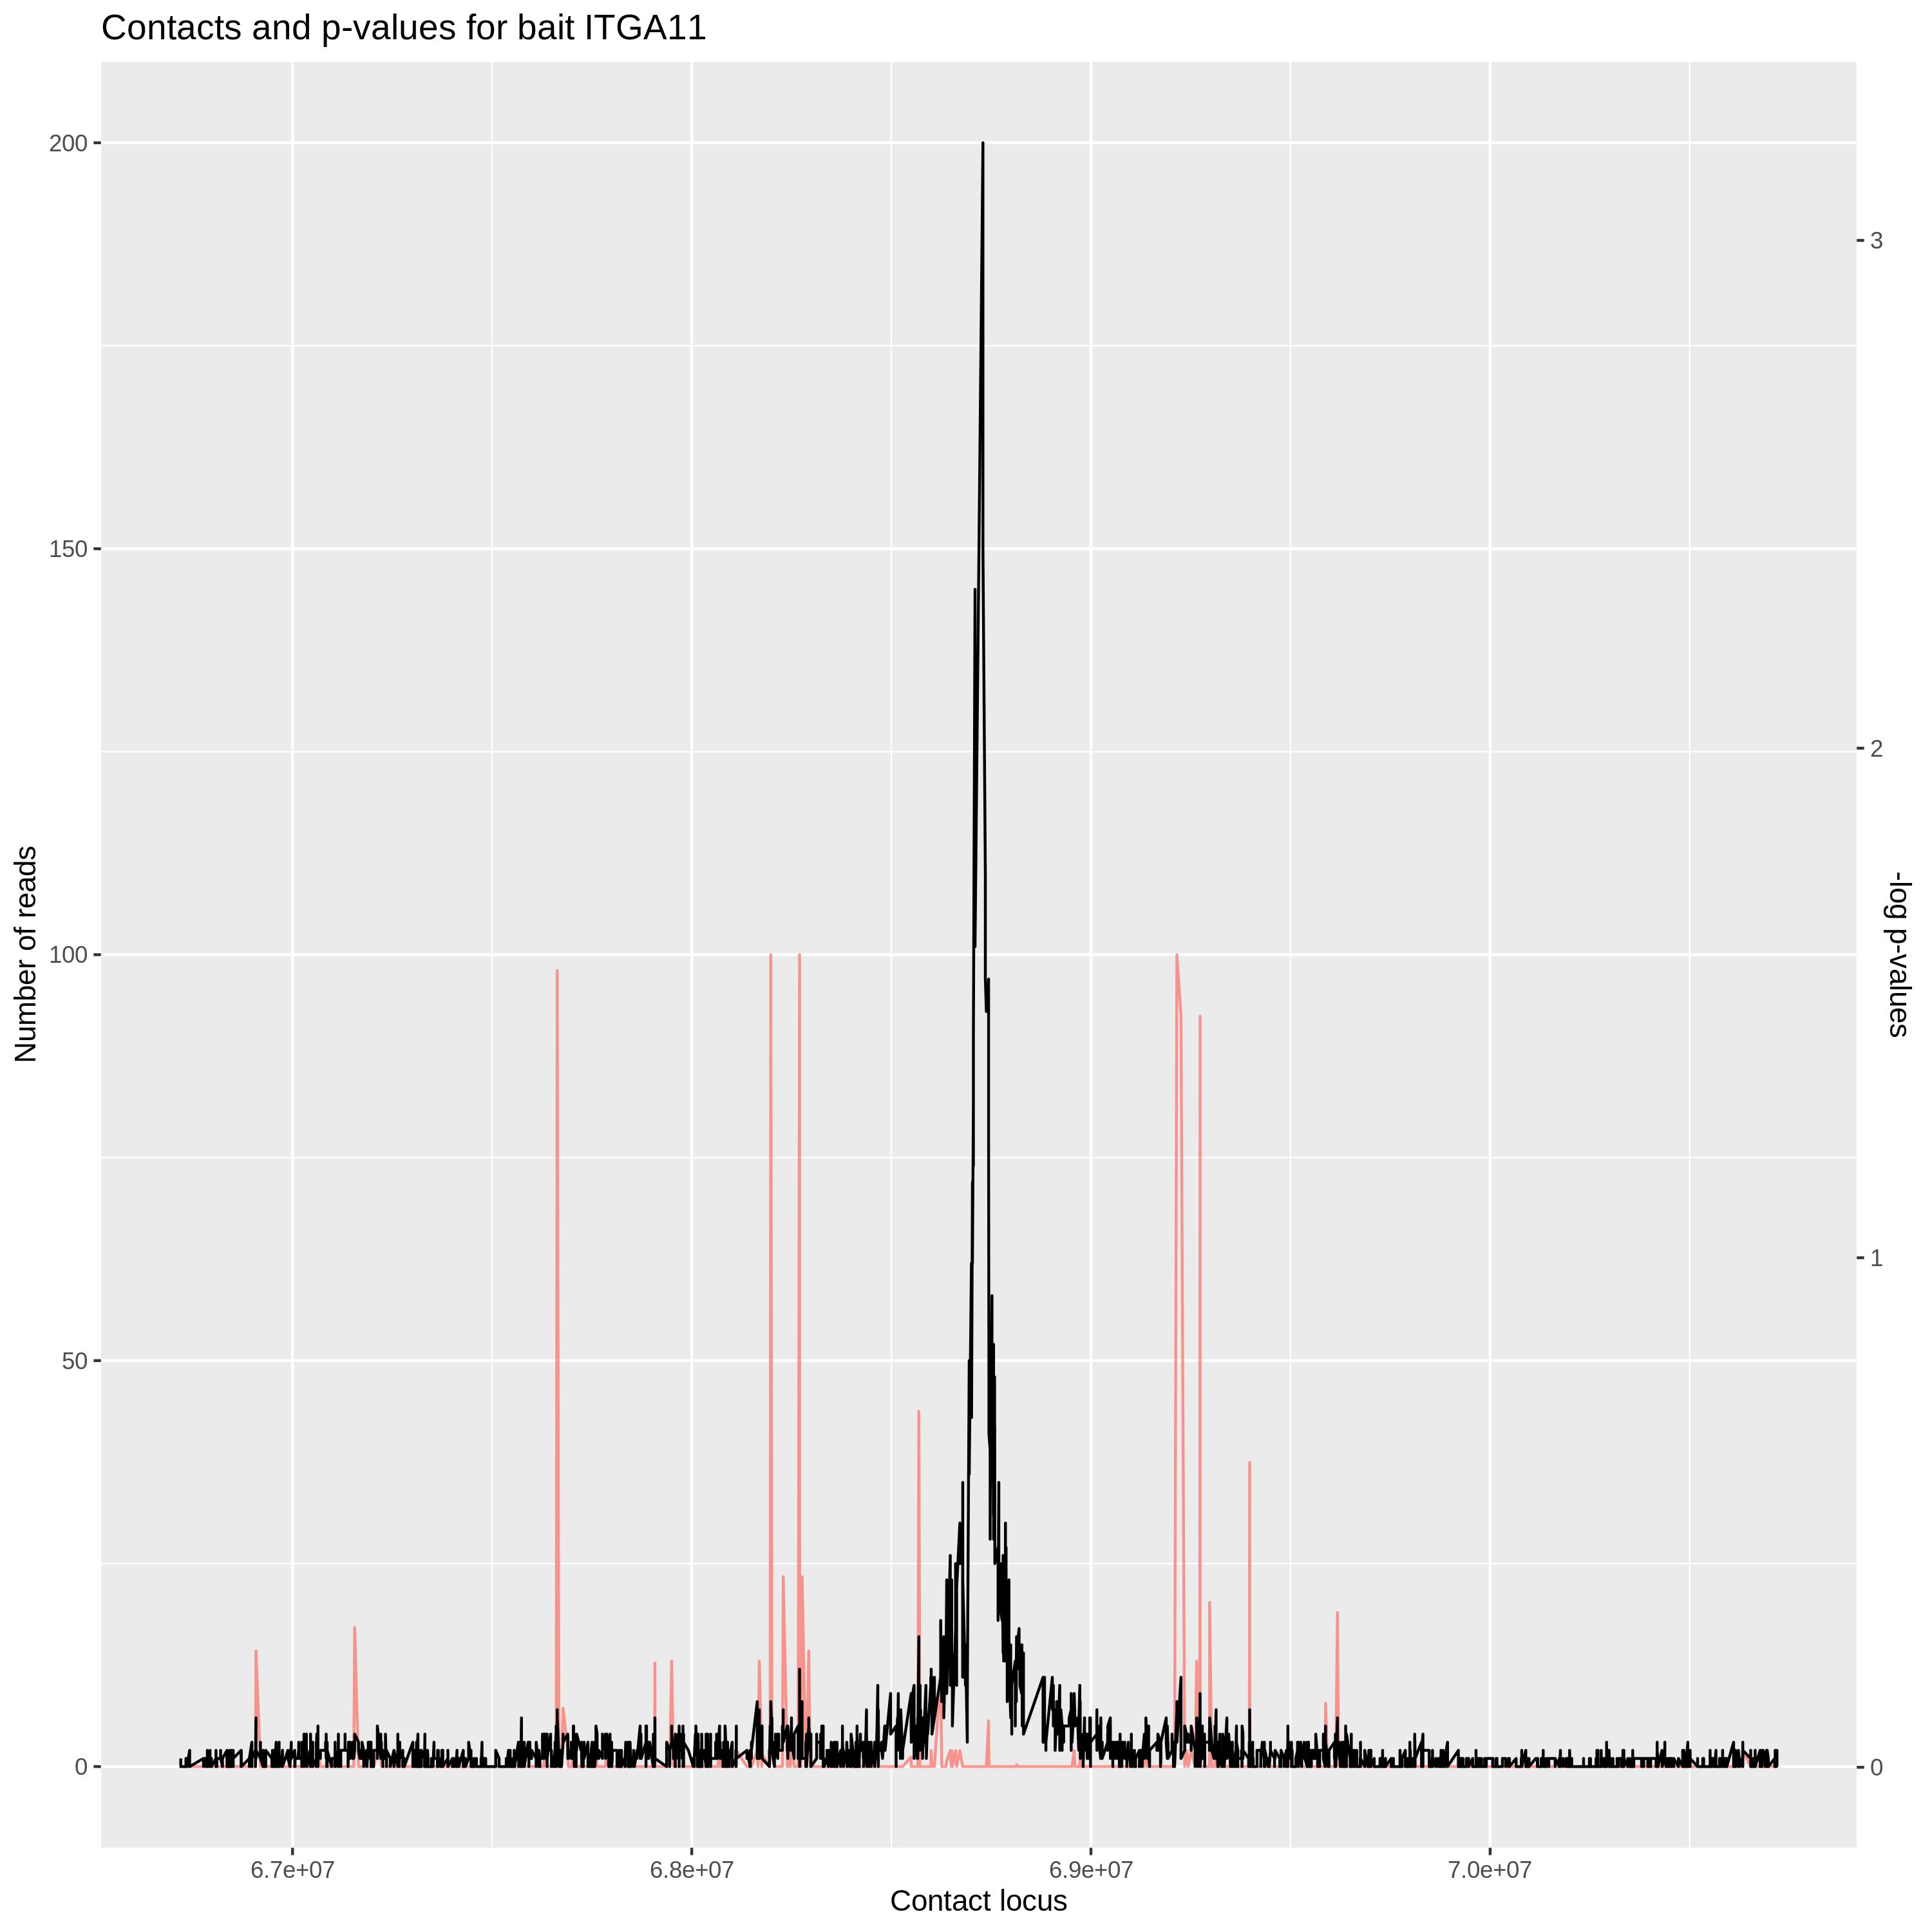 Contacts and p-values for bait ITGA11
200
150
100
50
0
Number of reads
3
2
1
0
-log p-values
6.7e+07
6.8e+07
6.9e+07
7.0e+07
Contact locus